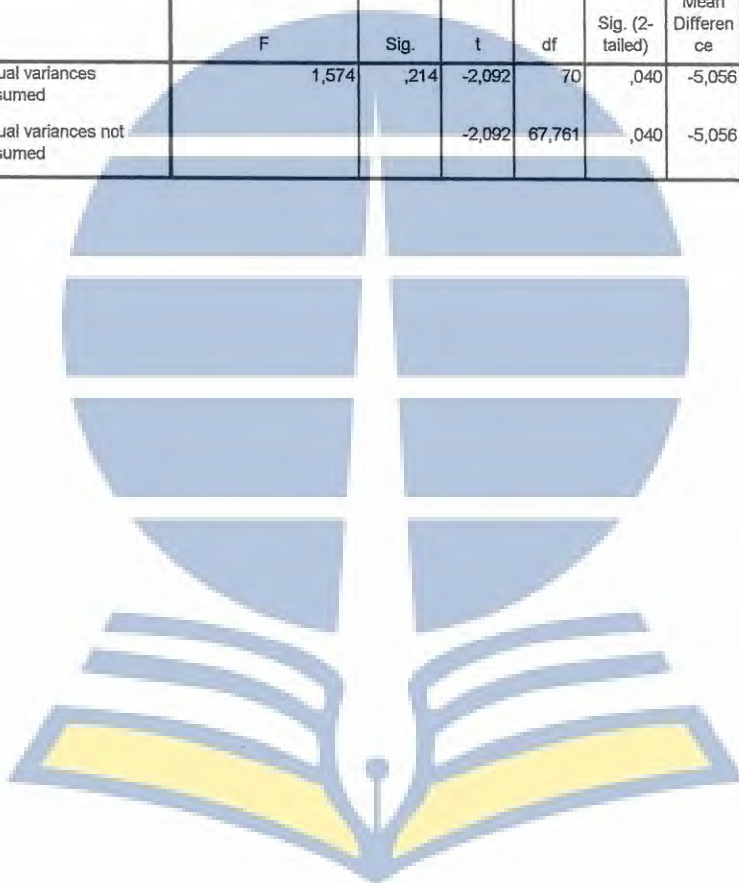 Mean
Sig. (2- Differen
F Sig. t df tailed) ce
ual variances 1,574 ,214 -2,092 70 ,040 -5,056
sumed
ual variances not -2,092 67,761 ,040 -5,056
sumed